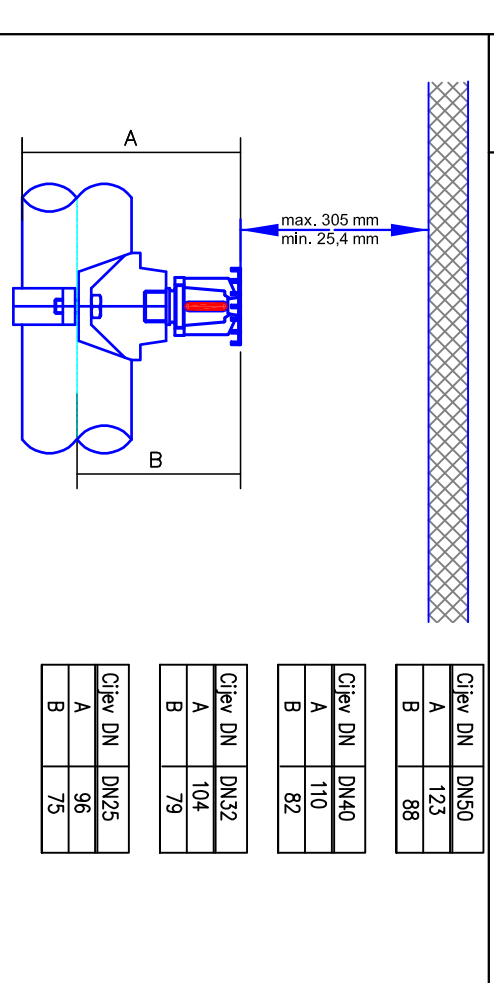 A
max. 305 mm
min. 25,4 mm
B
Cijev DN DN50
A 123
B 88
Cijev DN DN40
A 110
B 82
Cijev DN DN32
A 104
B 79
Cijev DN DN25
A 96
B 75